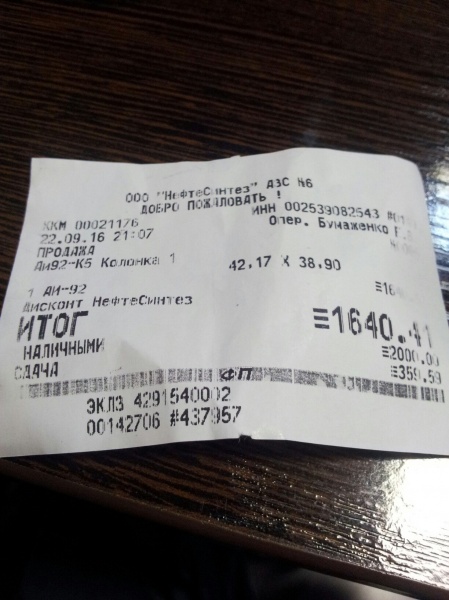 ООО "НефтеСинтез" АЗС №6
ДОБРО ПОЖАЛОВАТЬ !
ККМ 00021176 ИНН 002539082543
22.09.16 21:07 Опер. Бумаженко
ПРОДАЖА
Аи92-К5 Колонка 1 42.17 X 38.90
1 АИ-92
Дисконт НефтеСинтез
ИТОГ ≡1640.41
НАЛИЧНЫМИ ≡2000.00
СДАЧА ≡359.59
ФП
ЭКЛЗ 4291540002
00142706 #437957